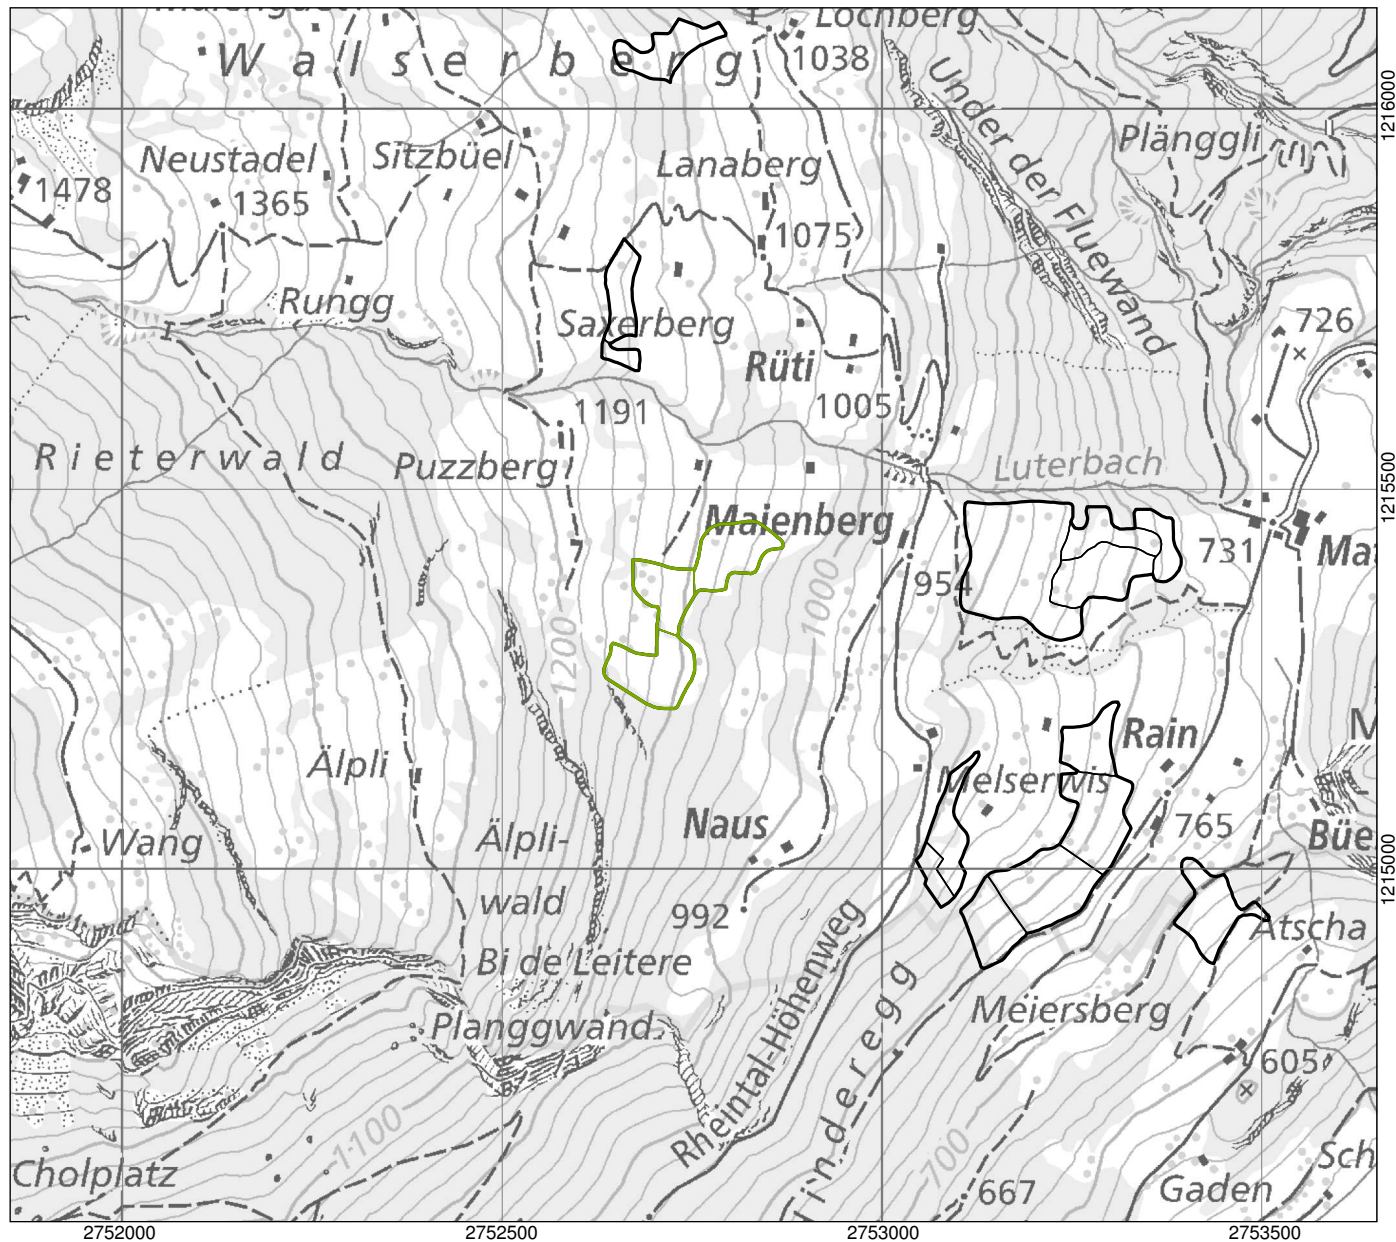 Lochberg
Walserberg
1038
1216000
Under der Fluewand
Plänggli
Neustadel
Sitzbüel
Lanaberg
1478
1365
1075
Rungg
Saxerberg
726
Rüti
1191
1005
Rieterwald
Puzzberg
Luterbach
1215500
Maienberg
731
Mat
954
1000
1200
Rain
Älpli
Melserwis
M
Naus
765
Büe
Wang
Älpli-
wald
1215000
992
Atscha
Bi de Leitere
Rheintal-Höhenweg
Meiersberg
Planggwand
inderegg
605
1100
700
Cholplatz
667
Gaden
Sch
2752000
2752500
2753000
2753500